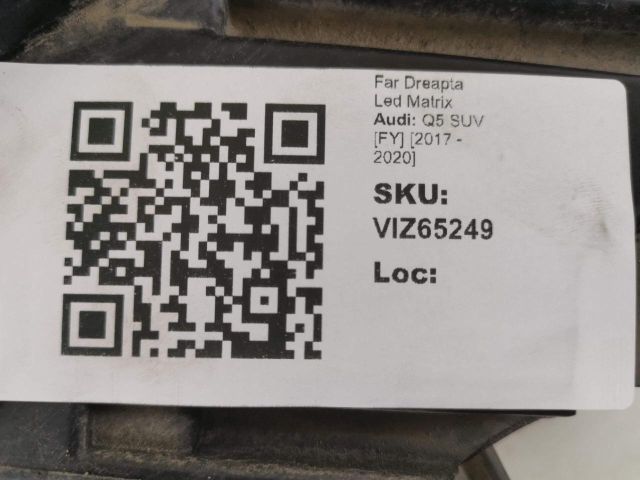 Far Dreapta
Led Matrix
Audi: Q5 SUV
[FY] [2017 -
2020]
SKU:
VIZ65249
Loc: